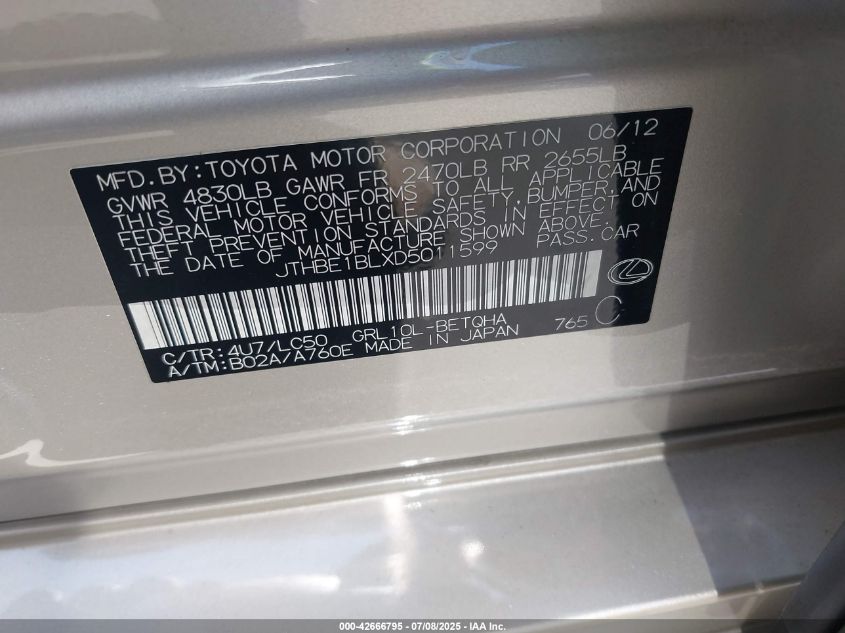 MFD. BY: TOYOTA MOTOR CORPORATION 06/12
GVWR 4830LB GAWR FR 2470LB RR 2655LB
THIS VEHICLE CONFORMS TO ALL APPLICABLE
FEDERAL MOTOR VEHICLE SAFETY, BUMPER, AND
THEFT PREVENTION STANDARDS IN EFFECT ON
THE DATE OF MANUFACTURE SHOWN ABOVE.
JTHBE1BLXD5011599 PASS. CAR
C/TR: 4U7/LC50 GRL10L-BETQHA 765 C
A/TM: B02A/A760E MADE IN JAPAN
000-42666795 - 07/08/2025 - IAA Inc.